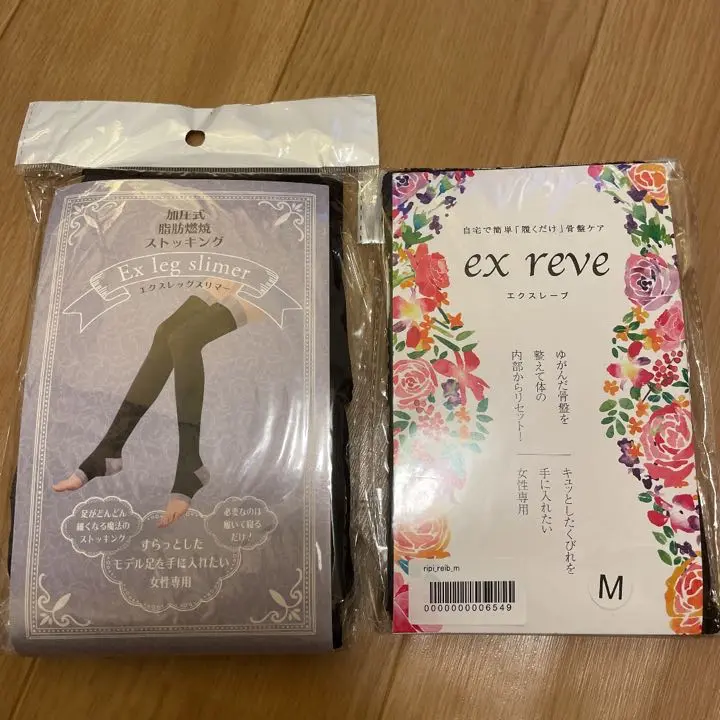 加圧式
脂肪燃焼
ストッキング
Ex leg slimer
エクスレッグスリマー
足がどんどん
細くなる魔法の
ストッキング
必要なのは
履いて寝る
だけ!
すらっとした
モデル足を手に入れたい
女性専用
自宅で簡単「履くだけ」骨盤ケア
ex reve
エクスレーブ
ゆがんだ骨盤を
整えて体の
内部からリセット!
キュッとしたくびれを
手に入れたい
女性専用
ripi_reib_m
0000000006549
M